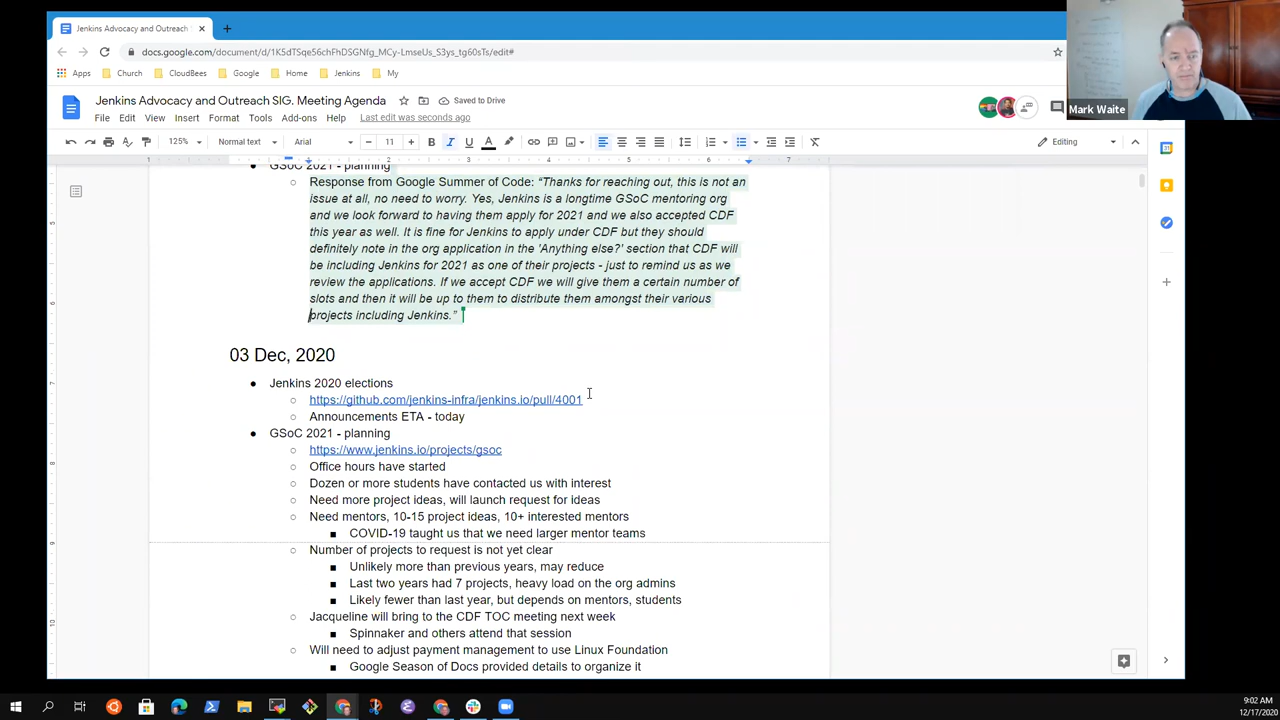 Jenkins Advocacy and Outreach
docs.google.com/document/d/1K5dTSqe56chFhDSGNfg_MCy-LmseUs_S3ys_tg60sTs/edit#
Apps Church CloudBees Google Home Jenkins My
Mark Waite
Jenkins Advocacy and Outreach SIG. Meeting Agenda Saved to Drive
File Edit View Insert Format Tools Add-ons Help Last edit was seconds ago
125% Normal text Arial 11 Editing
GSoC 2021 - planning
Response from Google Summer of Code: “Thanks for reaching out, this is not an
issue at all, no need to worry. Yes, Jenkins is a longtime GSoC mentoring org
and we look forward to having them apply for 2021 and we also accepted CDF
this year as well. It is fine for Jenkins to apply under CDF but they should
definitely note in the org application in the 'Anything else?' section that CDF will
be including Jenkins for 2021 as one of their projects - just to remind us as we
review the applications. If we accept CDF we will give them a certain number of
slots and then it will be up to them to distribute them amongst their various
projects including Jenkins.”
03 Dec, 2020
Jenkins 2020 elections
https://github.com/jenkins-infra/jenkins.io/pull/4001
Announcements ETA - today
GSoC 2021 - planning
https://www.jenkins.io/projects/gsoc
Office hours have started
Dozen or more students have contacted us with interest
Need more project ideas, will launch request for ideas
Need mentors, 10-15 project ideas, 10+ interested mentors
COVID-19 taught us that we need larger mentor teams
Number of projects to request is not yet clear
Unlikely more than previous years, may reduce
Last two years had 7 projects, heavy load on the org admins
Likely fewer than last year, but depends on mentors, students
Jacqueline will bring to the CDF TOC meeting next week
Spinnaker and others attend that session
Will need to adjust payment management to use Linux Foundation
Google Season of Docs provided details to organize it
9:02 AM
12/17/2020